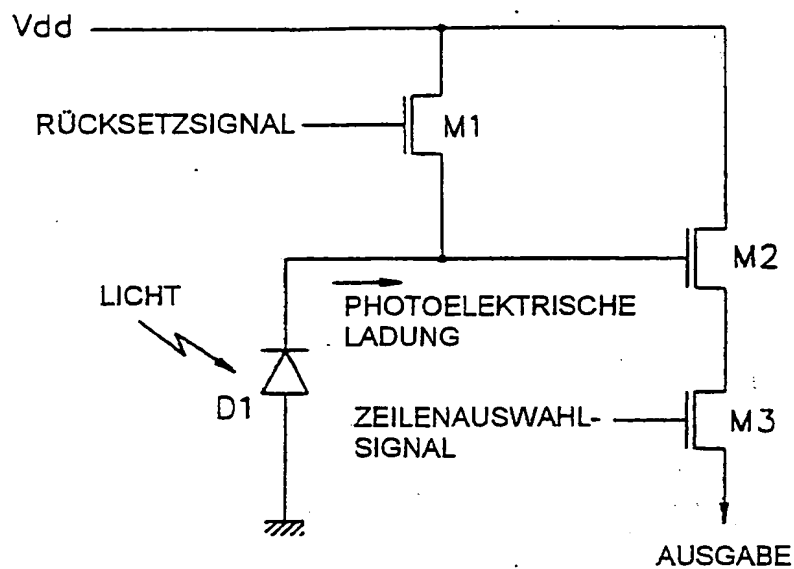 Vdd
RÜCKSETZSIGNAL
M1
M2
LICHT
PHOTOELEKTRISCHE
LADUNG
D1
ZEILENAUSWAHL-
SIGNAL
M3
AUSGABE